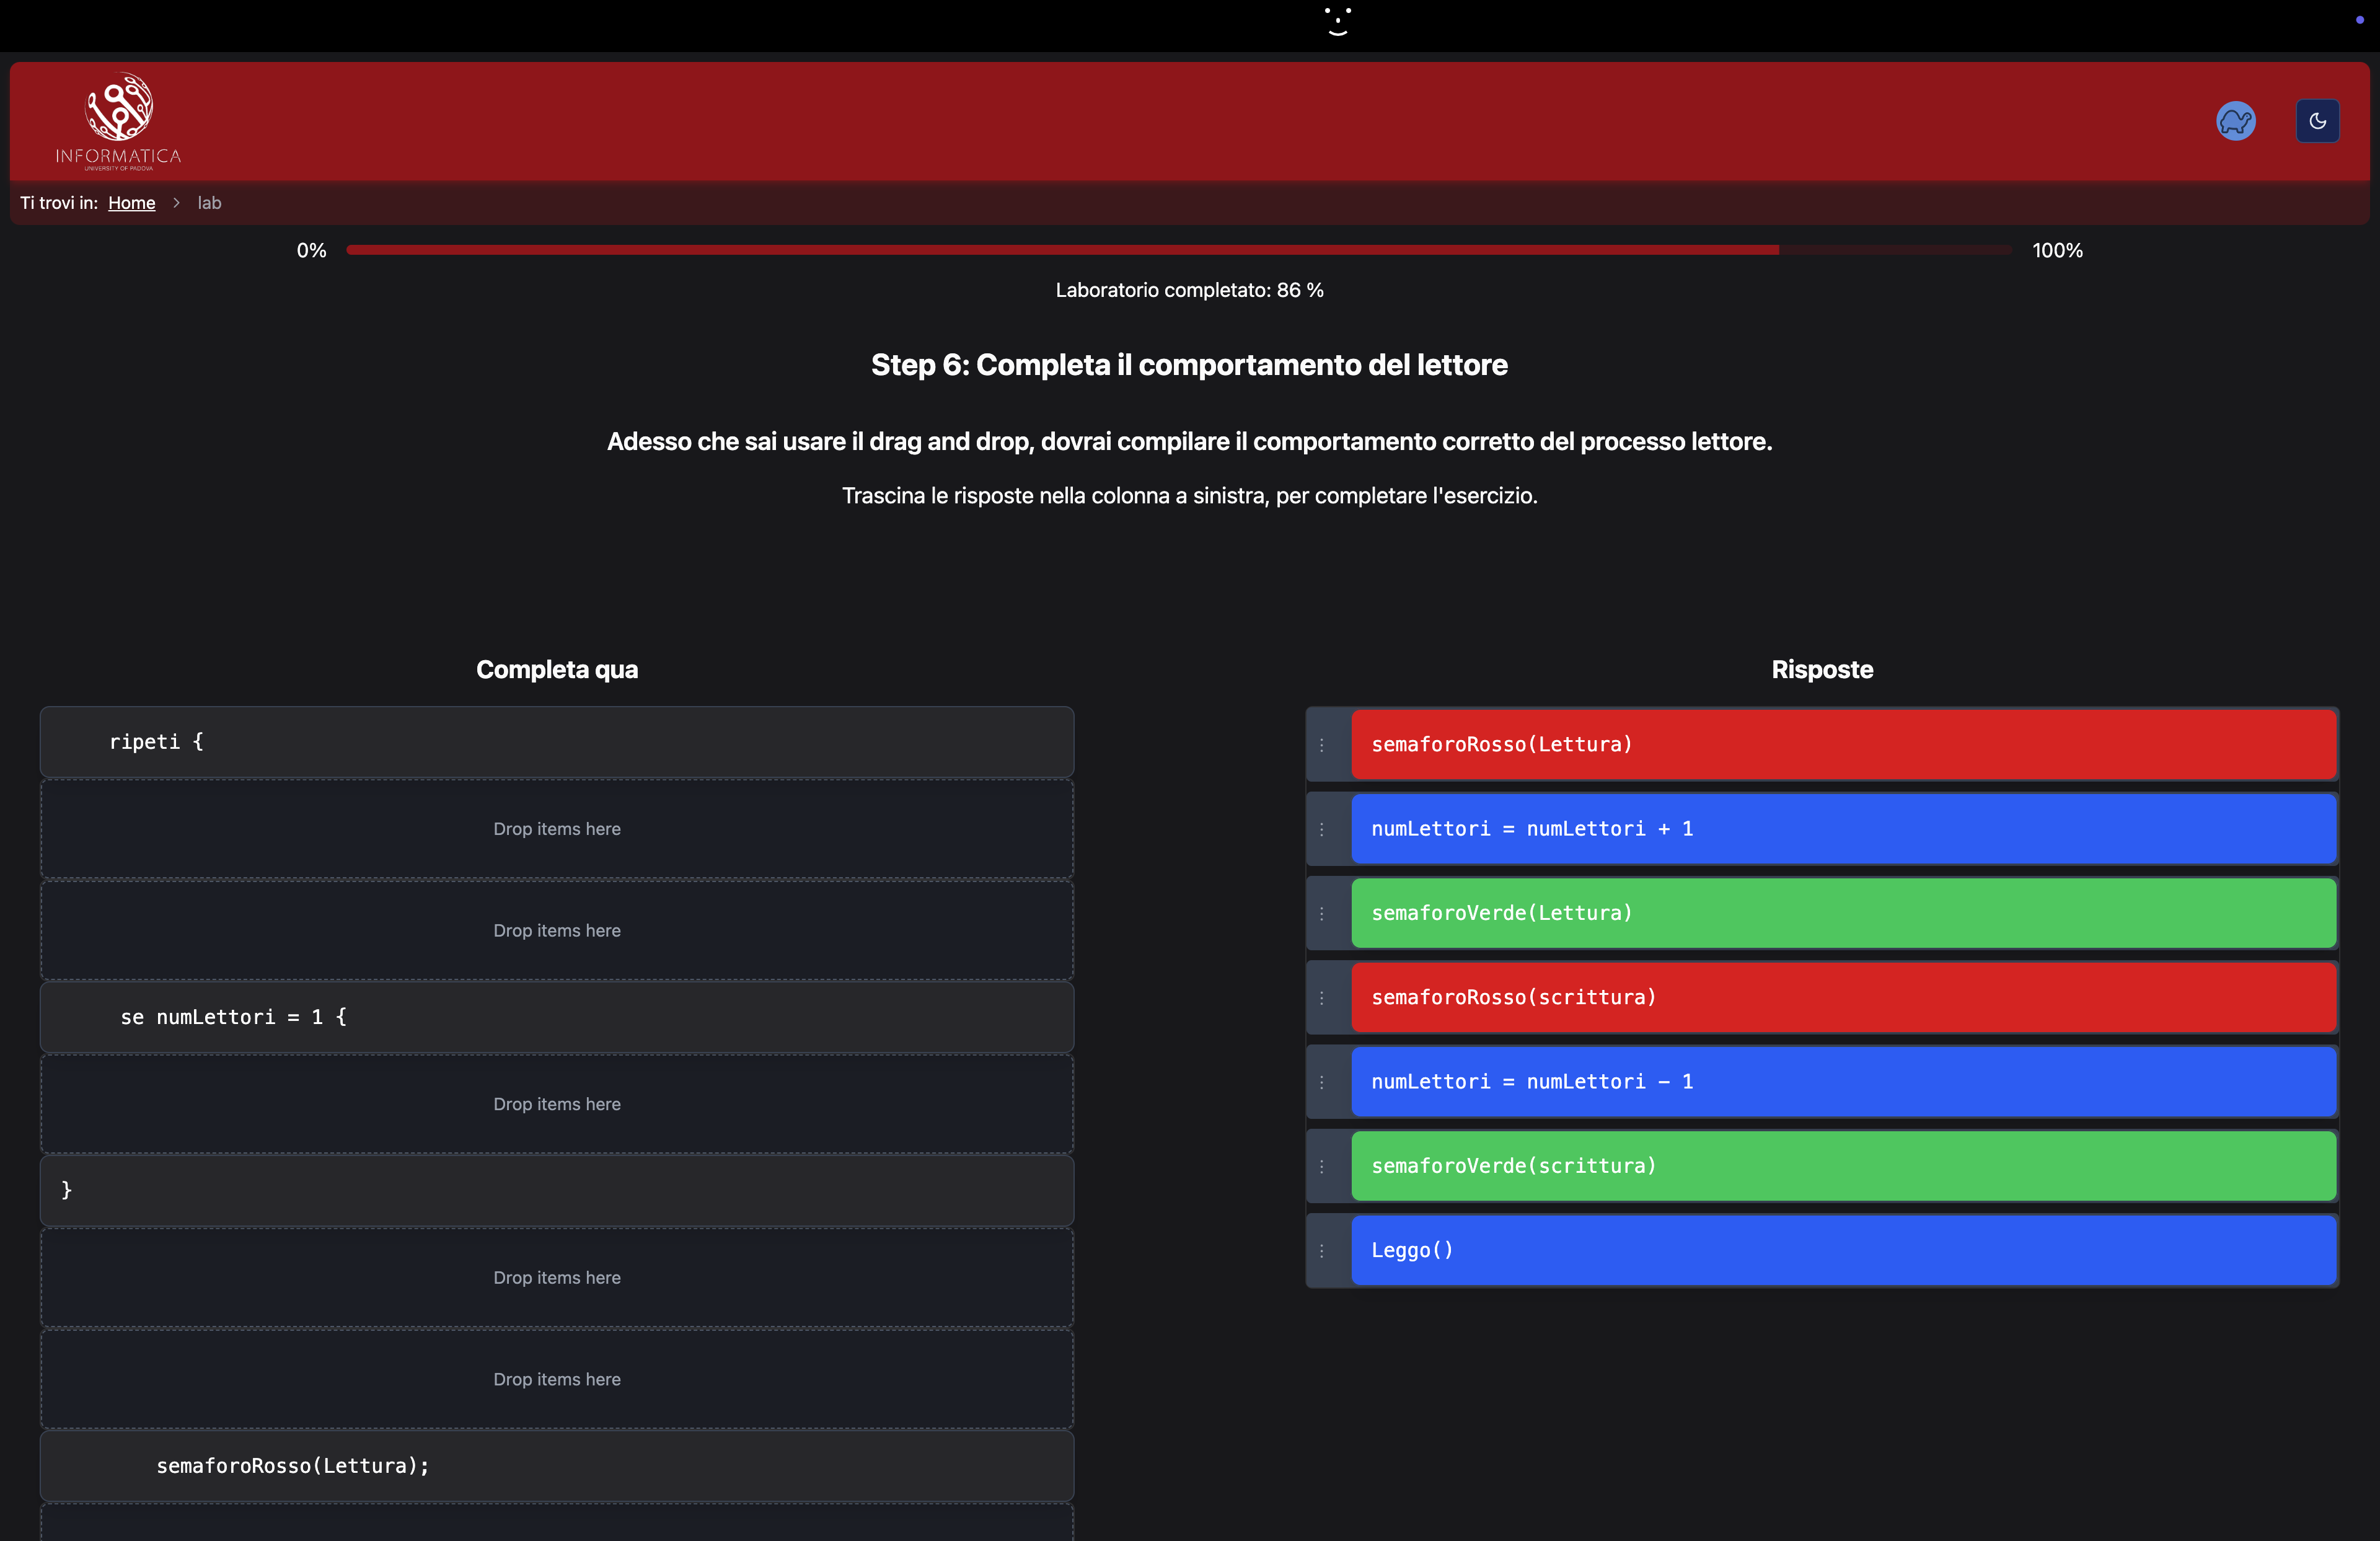 INFORMATICA
UNIVERSITY OF PADOVA
Ti trovi in: Home > lab
0% 100%
Laboratorio completato: 86 %
Step 6: Completa il comportamento del lettore
Adesso che sai usare il drag and drop, dovrai compilare il comportamento corretto del processo lettore.
Trascina le risposte nella colonna a sinistra, per completare l'esercizio.
Completa qua
ripeti {
Drop items here
Drop items here
se numLettori = 1 {
Drop items here
}
Drop items here
Drop items here
semaforoRosso(Lettura);
Risposte
semaforoRosso(Lettura)
numLettori = numLettori + 1
semaforoVerde(Lettura)
semaforoRosso(scrittura)
numLettori = numLettori − 1
semaforoVerde(scrittura)
Leggo()